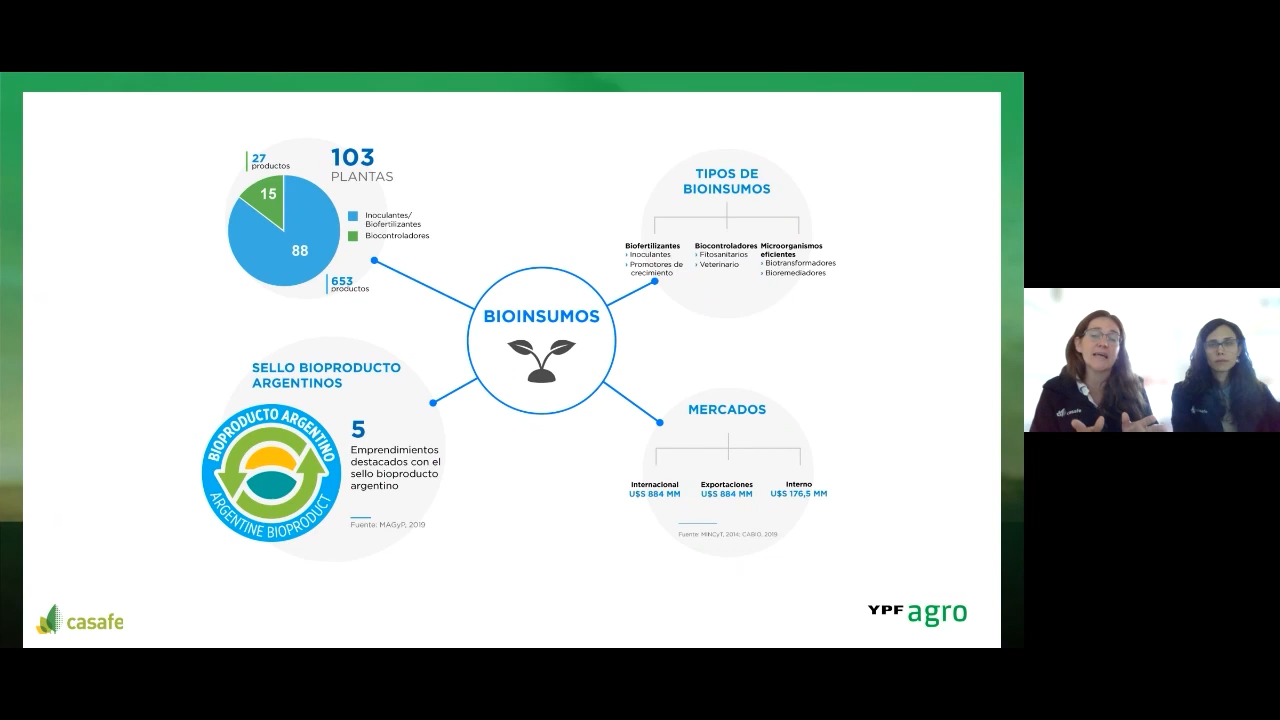 27
productos
103
PLANTAS
15
88
Inoculantes/
Biofertilizantes
Biocontroladores
653
productos
TIPOS DE
BIOINSUMOS
Biofertilizantes
› Inoculantes
› Promotores de
crecimiento
Biocontroladores
› Fitosanitarios
› Veterinario
Microorganismos
eficientes
› Biotransformadores
› Bioremediadores
BIOINSUMOS
SELLO BIOPRODUCTO
ARGENTINOS
BIOPRODUCTO ARGENTINO
ARGENTINE BIOPRODUCT
5
Emprendimientos
destacados con el
sello bioproducto
argentino
Fuente: MAGyP, 2019
MERCADOS
Internacional
U$S 884 MM
Exportaciones
U$S 884 MM
Interno
U$S 176,5 MM
Fuente: MINCyT, 2014; CABIO, 2019
casafe
YPF agro
casafe
casafe